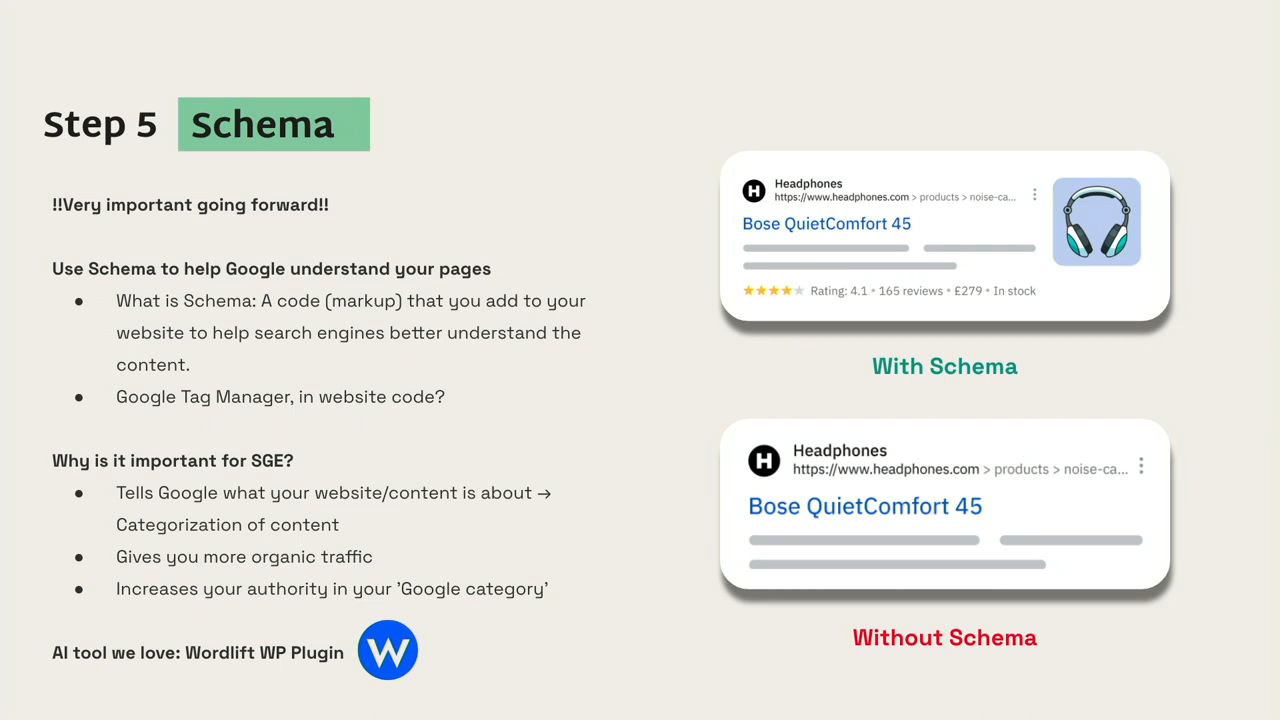 Step 5 Schema
!!Very important going forward!!
Use Schema to help Google understand your pages
● What is Schema: A code (markup) that you add to your
website to help search engines better understand the
content.
● Google Tag Manager, in website code?
Why is it important for SGE?
● Tells Google what your website/content is about →
Categorization of content
● Gives you more organic traffic
● Increases your authority in your 'Google category'
AI tool we love: Wordlift WP Plugin W
H Headphones
https://www.headphones.com > products > noise-ca...
Bose QuietComfort 45
Rating: 4.1 • 165 reviews • £279 • In stock
With Schema
H Headphones
https://www.headphones.com > products > noise-ca...
Bose QuietComfort 45
Without Schema